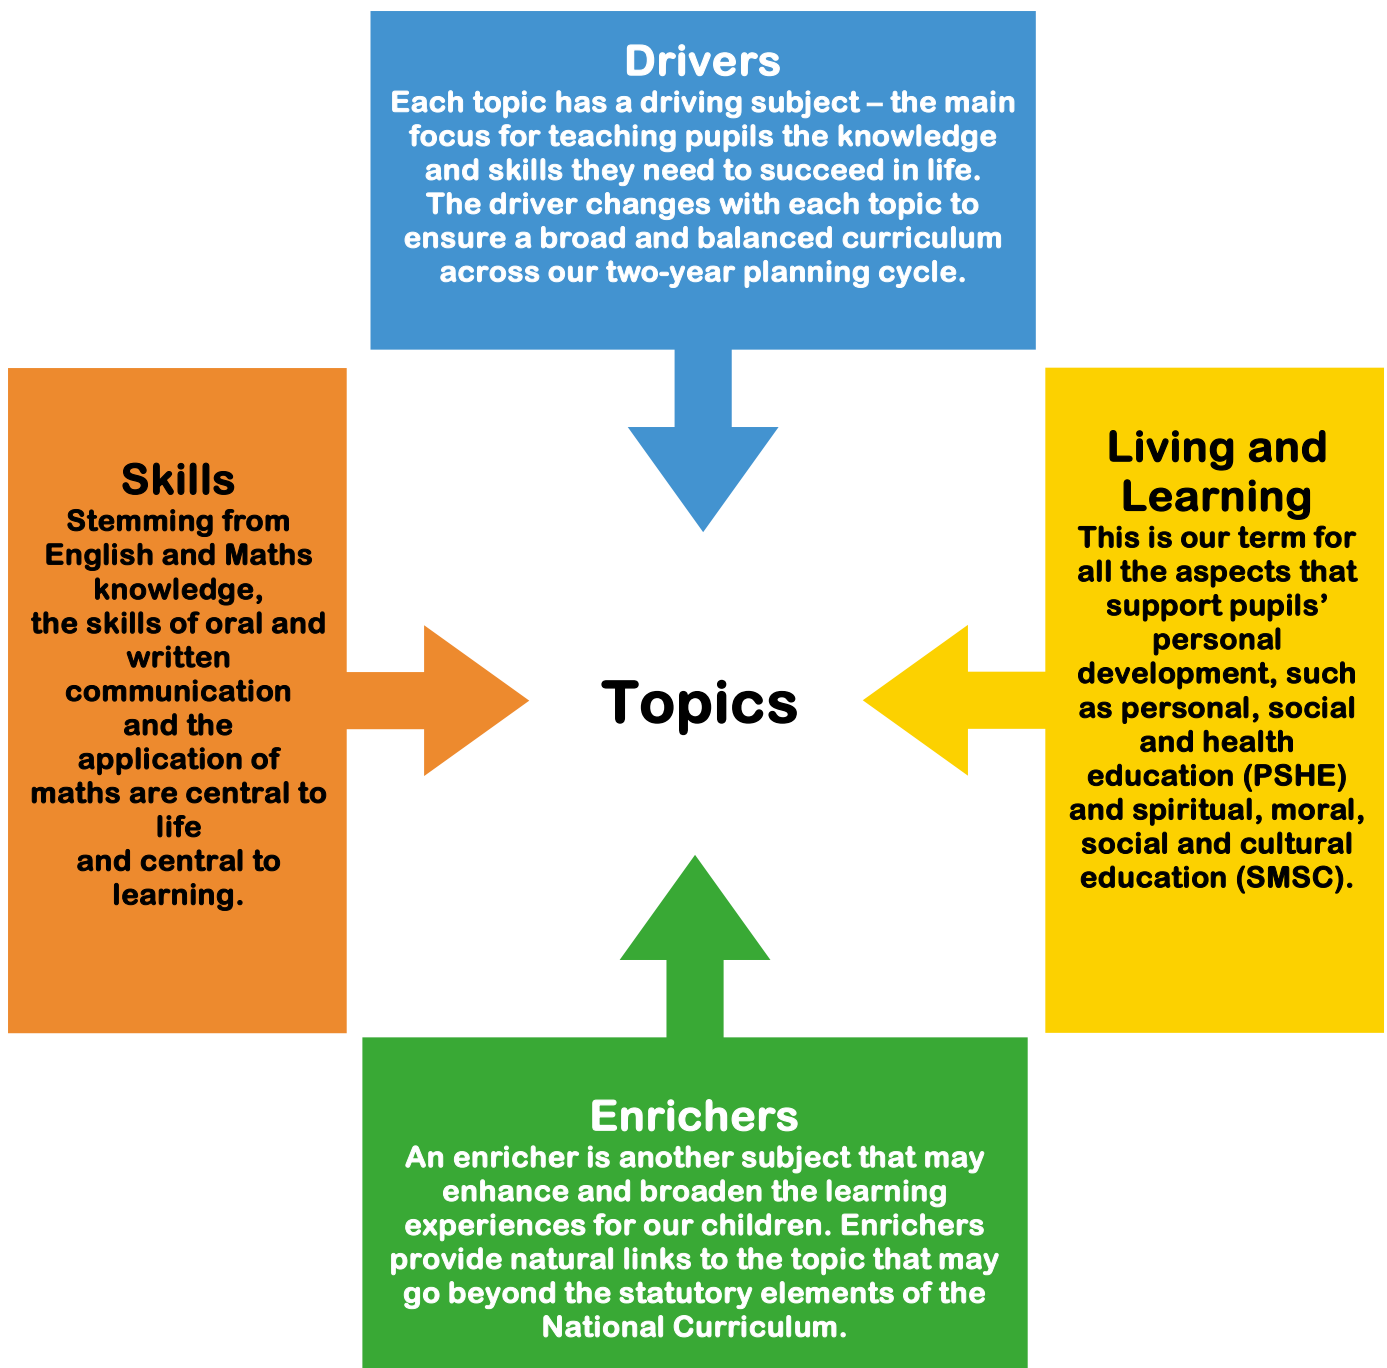 Drivers
Each topic has a driving subject – the main
focus for teaching pupils the knowledge
and skills they need to succeed in life.
The driver changes with each topic to
ensure a broad and balanced curriculum
across our two-year planning cycle.
Skills
Stemming from
English and Maths
knowledge,
the skills of oral and
written
communication
and the
application of
maths are central to
life
and central to
learning.
Topics
Living and
Learning
This is our term for
all the aspects that
support pupils’
personal
development, such
as personal, social
and health
education (PSHE)
and spiritual, moral,
social and cultural
education (SMSC).
Enrichers
An enricher is another subject that may
enhance and broaden the learning
experiences for our children. Enrichers
provide natural links to the topic that may
go beyond the statutory elements of the
National Curriculum.